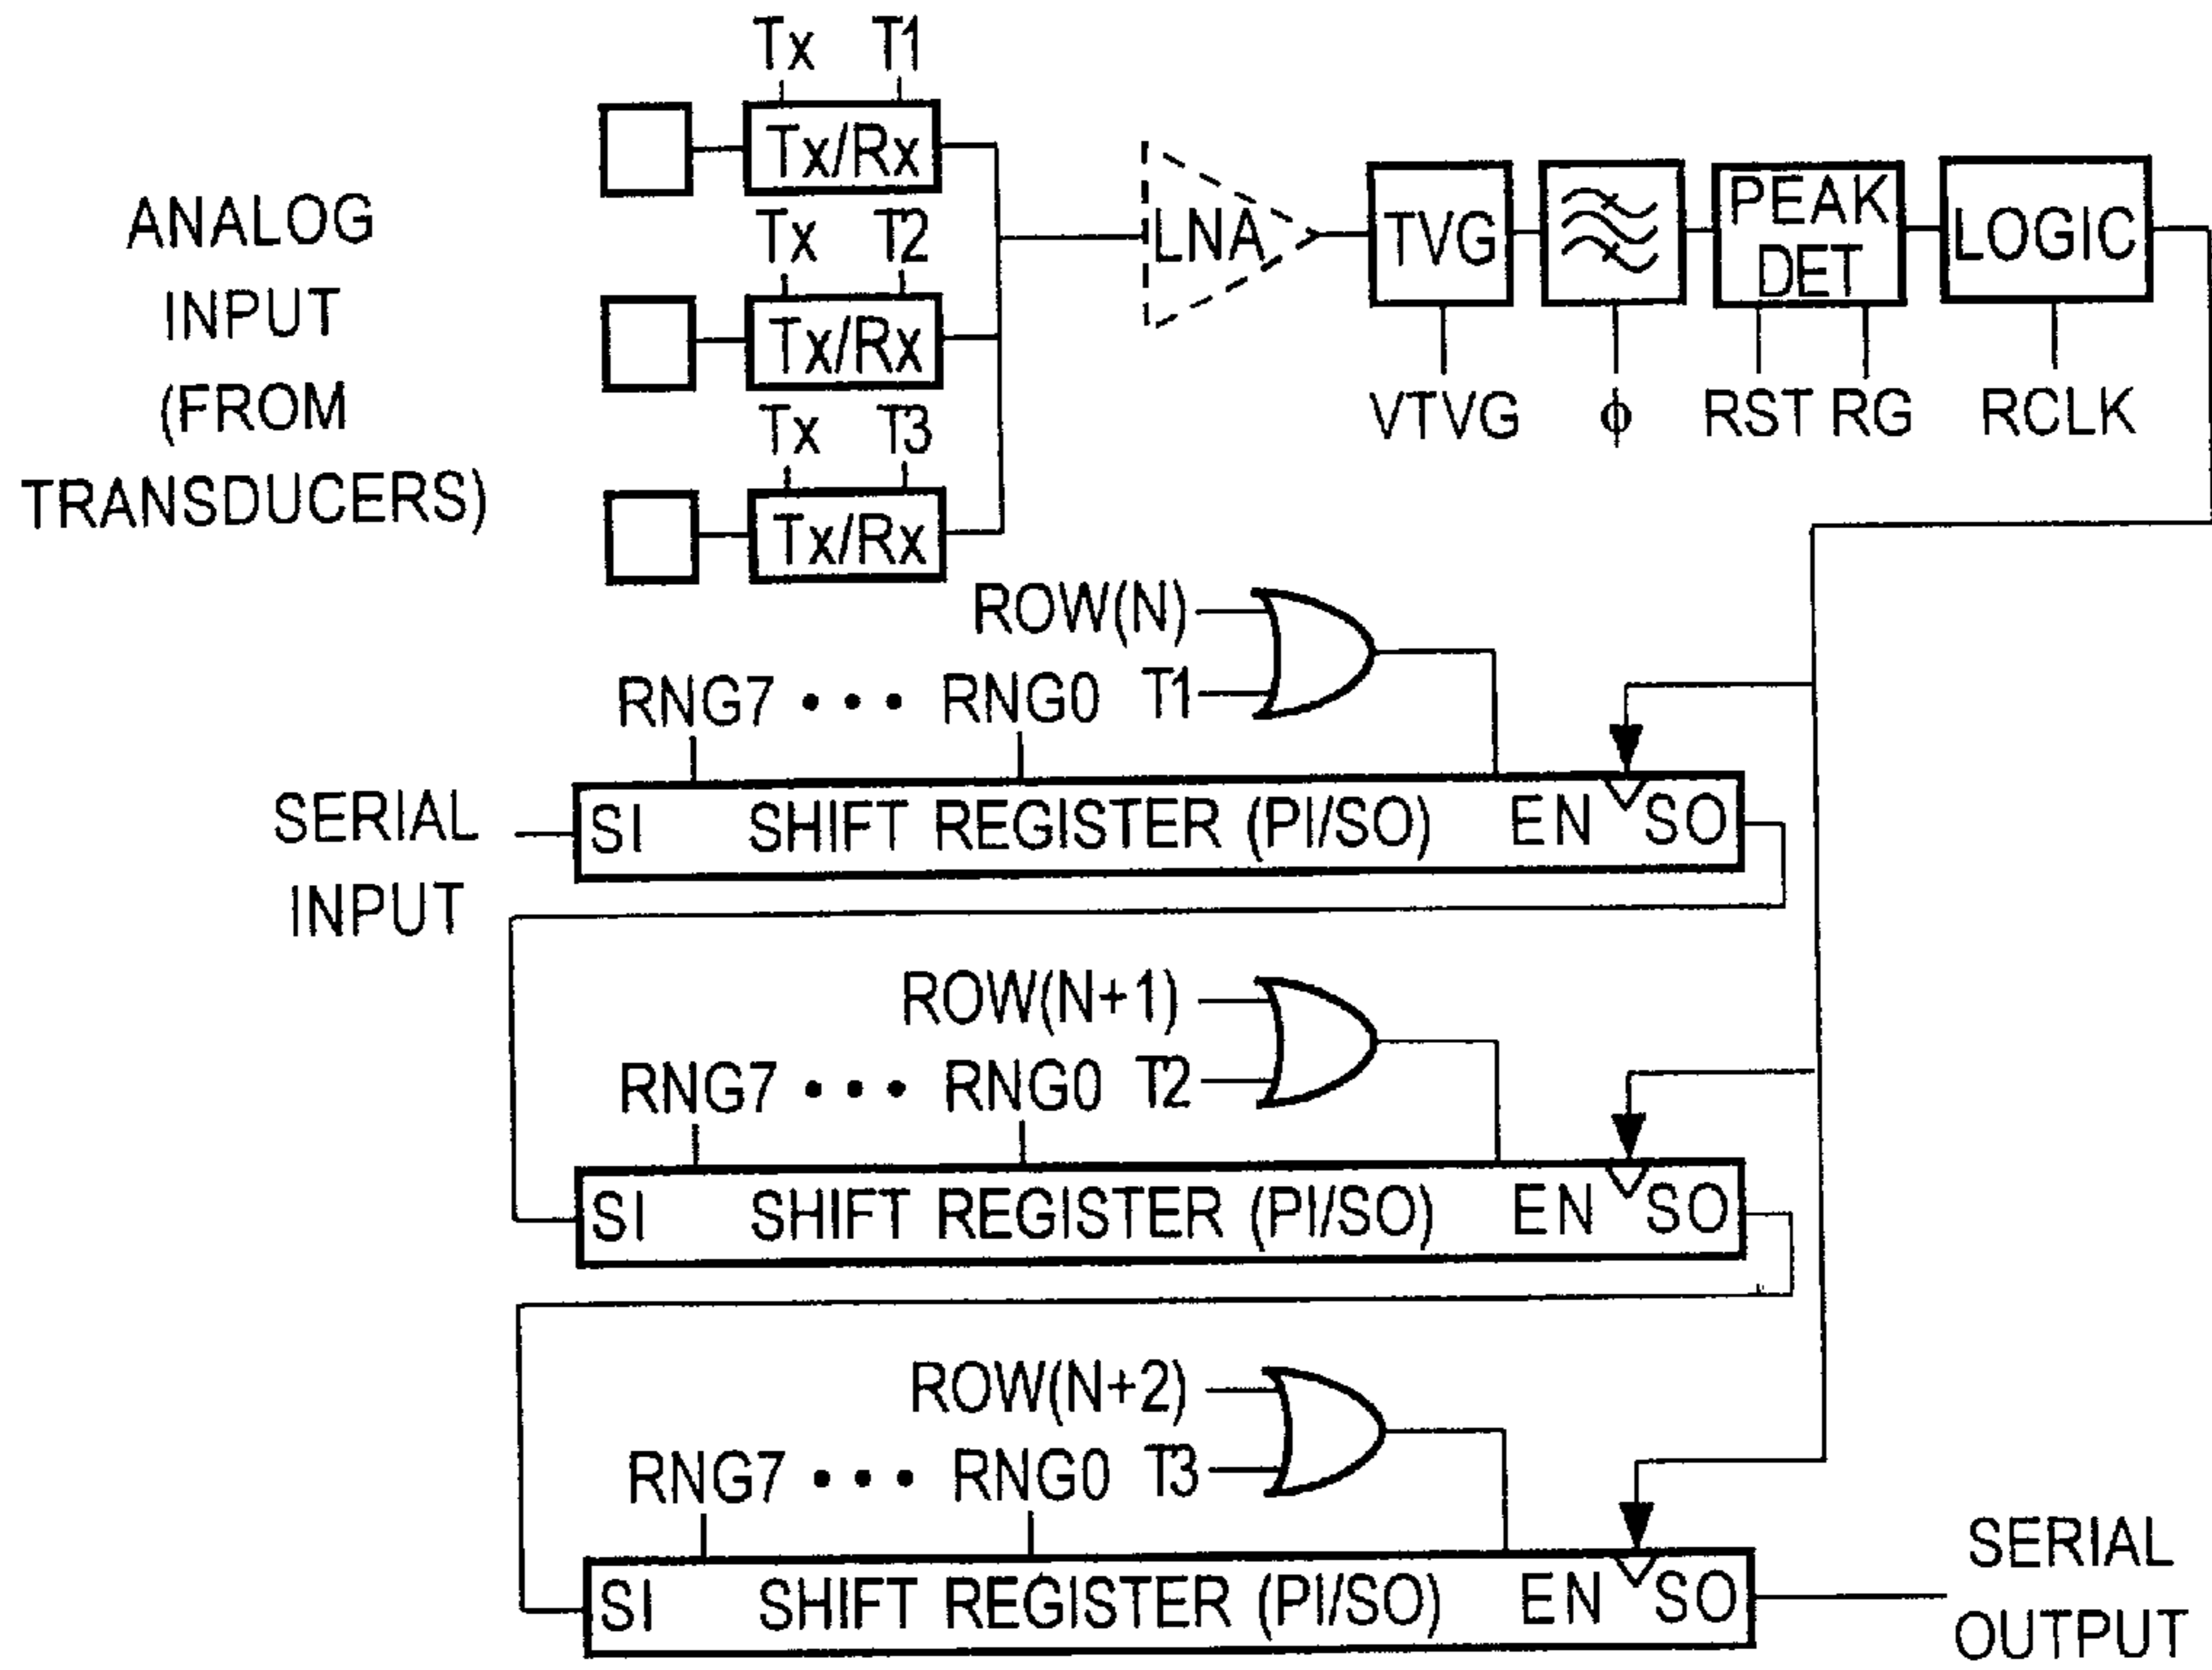 Tx T1
Tx/Rx
Tx T2
Tx/Rx
Tx T3
Tx/Rx
ANALOG
INPUT
(FROM
TRANSDUCERS)
LNA
TVG
PEAK
DET
LOGIC
VTVG
ϕ
RST RG
RCLK
ROW(N)
RNG7 • • • RNG0 T1
SERIAL
INPUT
SI SHIFT REGISTER (PI/SO) EN SO
ROW(N+1)
RNG7 • • • RNG0 T2
SI SHIFT REGISTER (PI/SO) EN SO
ROW(N+2)
RNG7 • • • RNG0 T3
SI SHIFT REGISTER (PI/SO) EN SO
SERIAL
OUTPUT